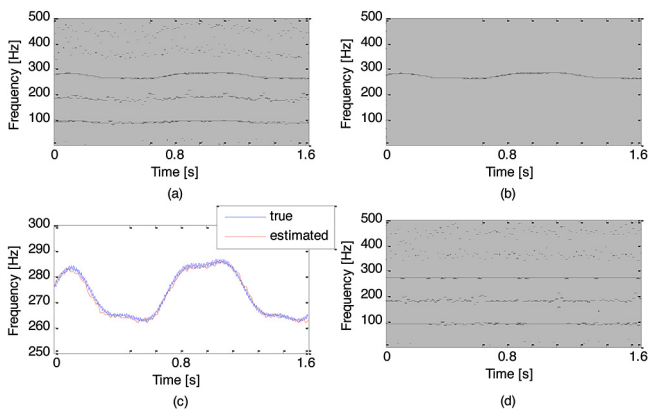 500
400
300
200
100
Frequency [Hz]
0 0.8 1.6
Time [s]
(a)
500
400
300
200
100
Frequency [Hz]
0 0.8 1.6
Time [s]
(b)
true
estimated
300
290
280
270
260
250
Frequency [Hz]
0 0.8 1.6
Time [s]
(c)
500
400
300
200
100
Frequency [Hz]
0 0.8 1.6
Time [s]
(d)